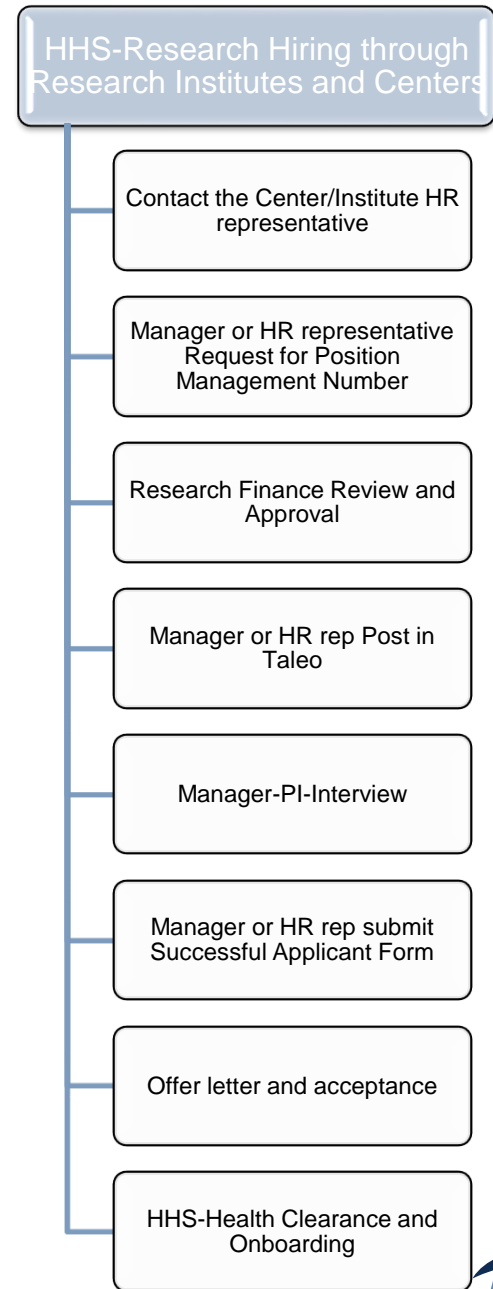 HHS-Research Hiring through
Research Institutes and Centers
Contact the Center/Institute HR
representative
Manager or HR representative
Request for Position
Management Number
Research Finance Review and
Approval
Manager or HR rep Post in
Taleo
Manager-PI-Interview
Manager or HR rep submit
Successful Applicant Form
Offer letter and acceptance
HHS-Health Clearance and
Onboarding